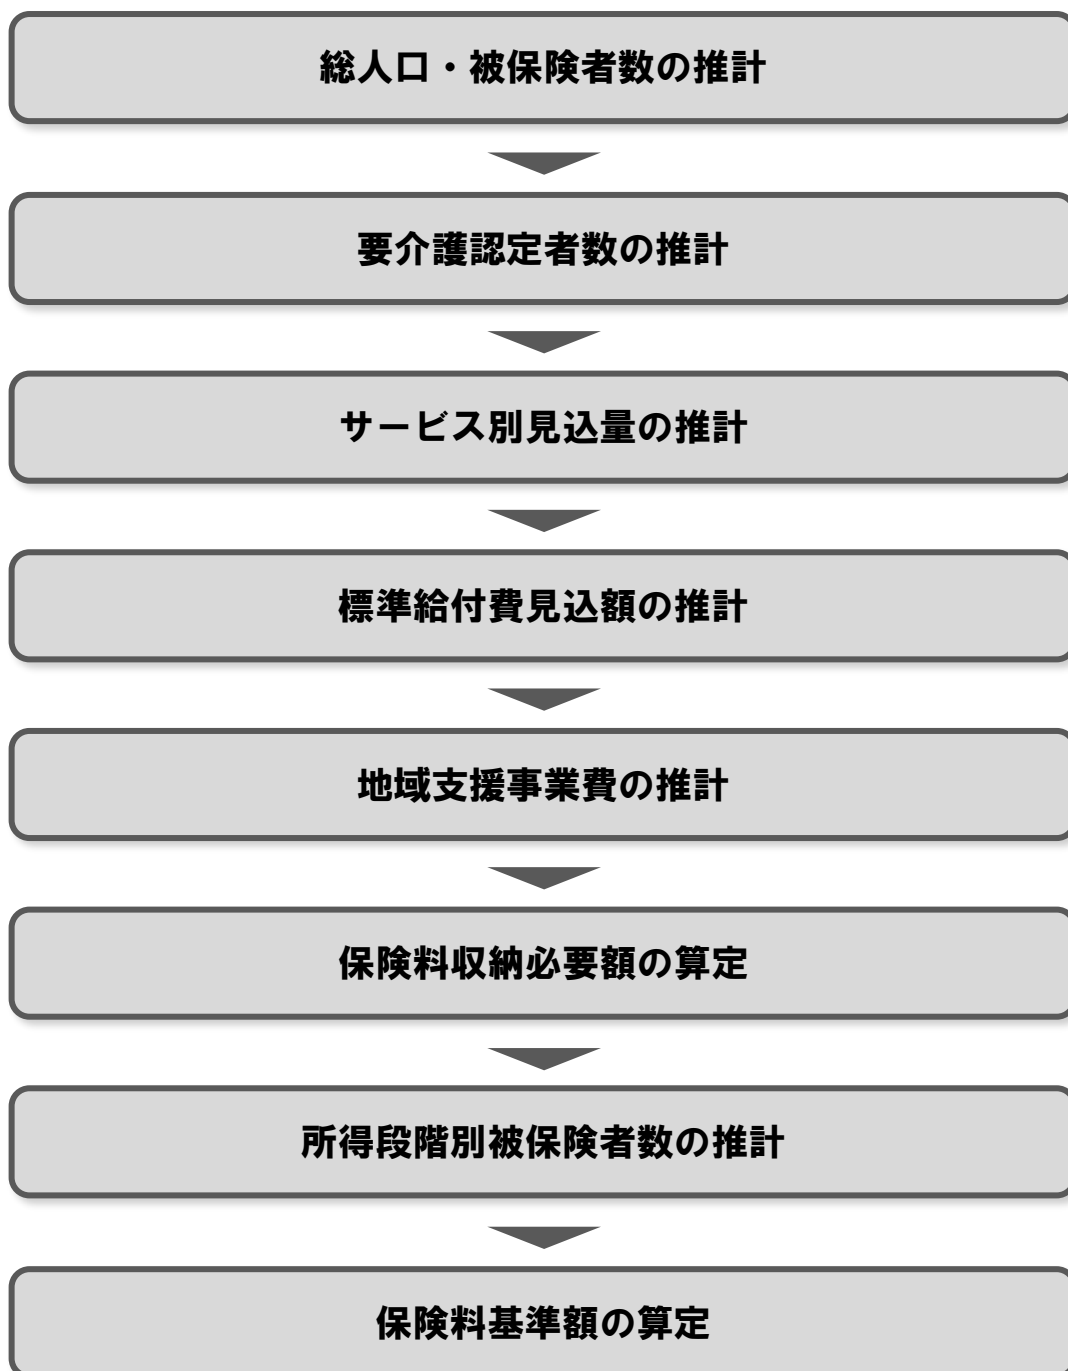 総人口・被保険者数の推計
要介護認定者数の推計
サービス別見込量の推計
標準給付費見込額の推計
地域支援事業費の推計
保険料収納必要額の算定
所得段階別被保険者数の推計
保険料基準額の算定